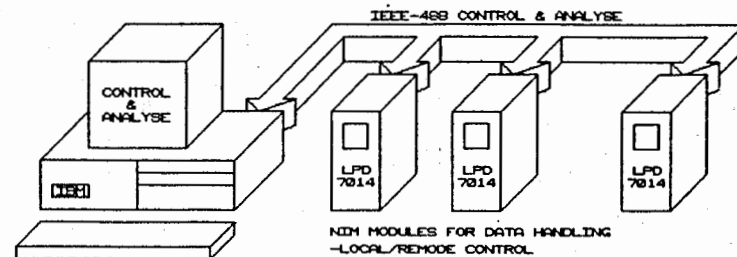 IEEE-488 CONTROL & ANALYSE
CONTROL
&
ANALYSE
IBM
LPD
7014
LPD
7014
LPD
7014
NIM MODULES FOR DATA HANDLING
-LOCAL/REMODE CONTROL